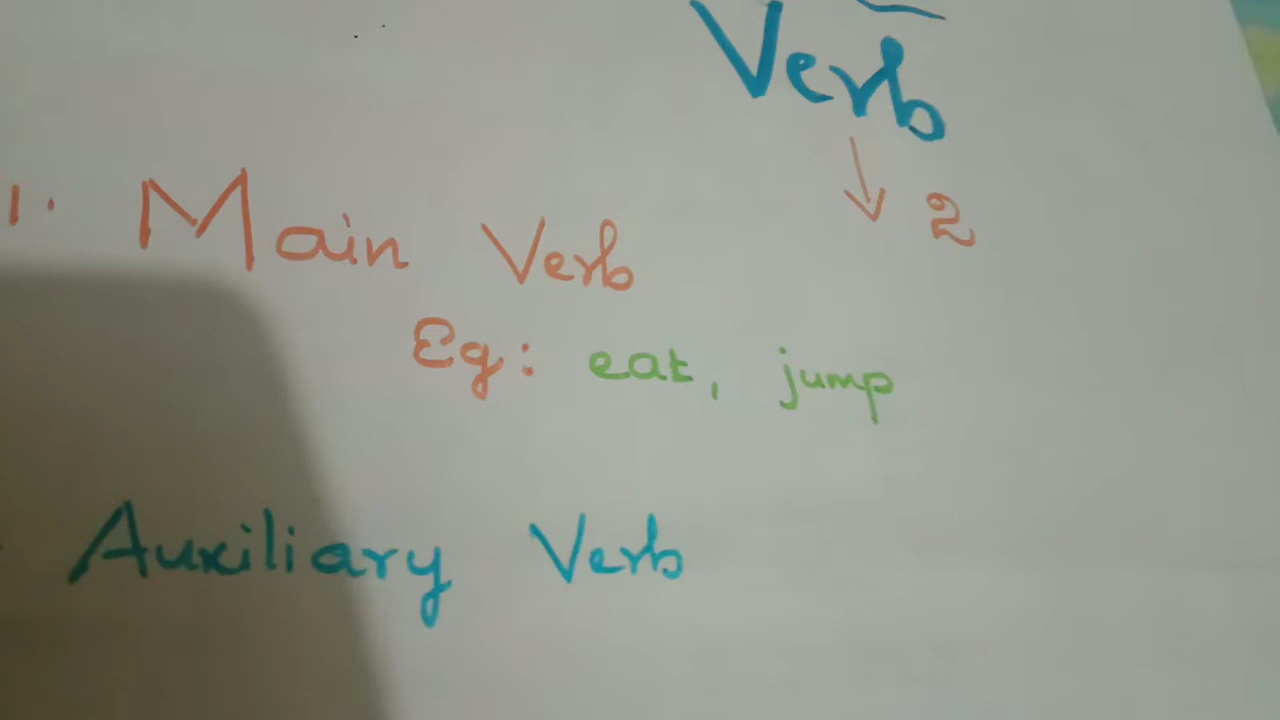 Verb
↓ 2
1. Main Verb
Eg: eat, jump
Auxiliary Verb